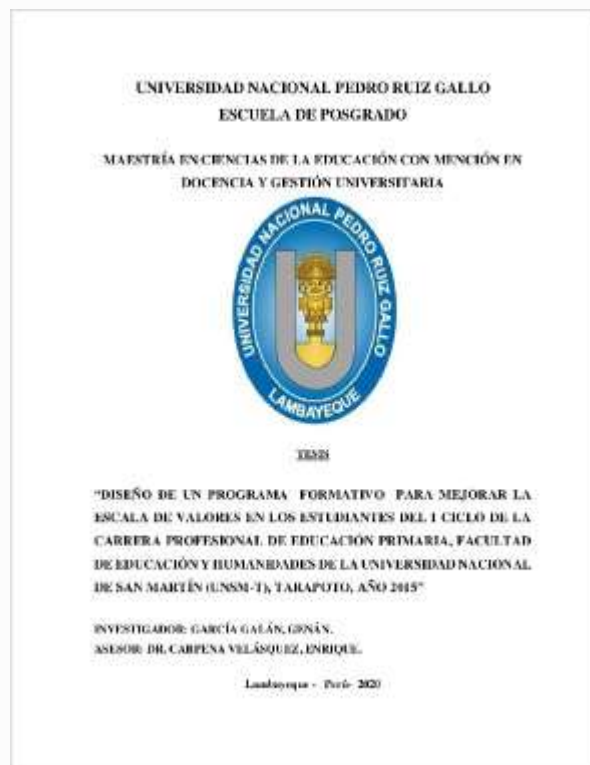 UNIVERSIDAD NACIONAL PEDRO RUIZ GALLO
ESCUELA DE POSGRADO
MAESTRÍA EN CIENCIAS DE LA EDUCACIÓN CON MENCIÓN EN
DOCENCIA Y GESTIÓN UNIVERSITARIA
UNIVERSIDAD NACIONAL PEDRO RUIZ GALLO
LAMBAYEQUE
TESIS
“DISEÑO DE UN PROGRAMA FORMATIVO PARA MEJORAR LA
ESCALA DE VALORES EN LOS ESTUDIANTES DEL I CICLO DE LA
CARRERA PROFESIONAL DE EDUCACIÓN PRIMARIA, FACULTAD
DE EDUCACIÓN Y HUMANIDADES DE LA UNIVERSIDAD NACIONAL
DE SAN MARTÍN (UNSM-T), TARAPOTO, AÑO 2015”
INVESTIGADOR: GARCÍA GALÁN, GENÁN.
ASESOR: DR. CARPENA VELÁSQUEZ, ENRIQUE.
Lambayeque - Perú- 2020